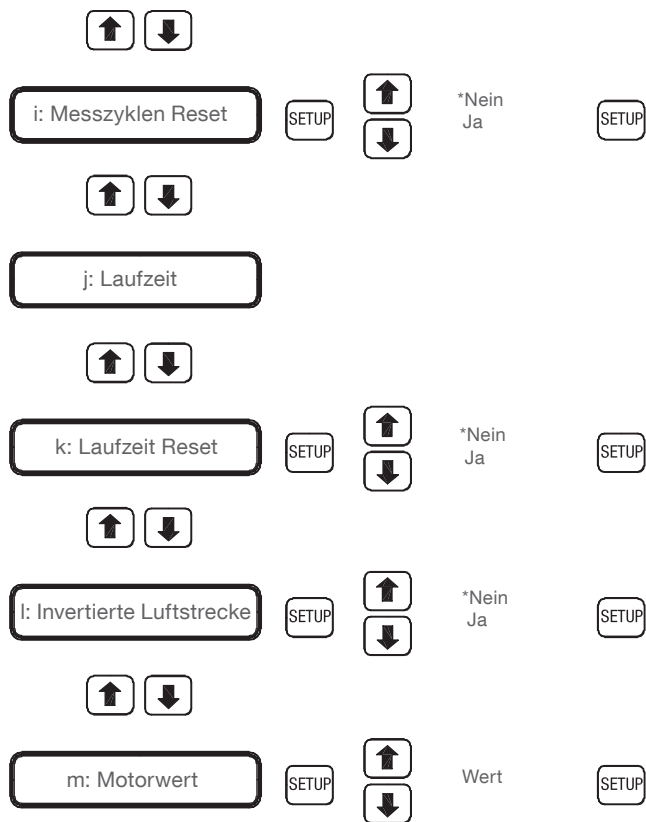 i: Messzyklen Reset SETUP *Nein SETUP
Ja
j: Laufzeit
k: Laufzeit Reset SETUP *Nein SETUP
Ja
l: Invertierte Luftstrecke SETUP *Nein SETUP
Ja
m: Motorwert SETUP Wert SETUP